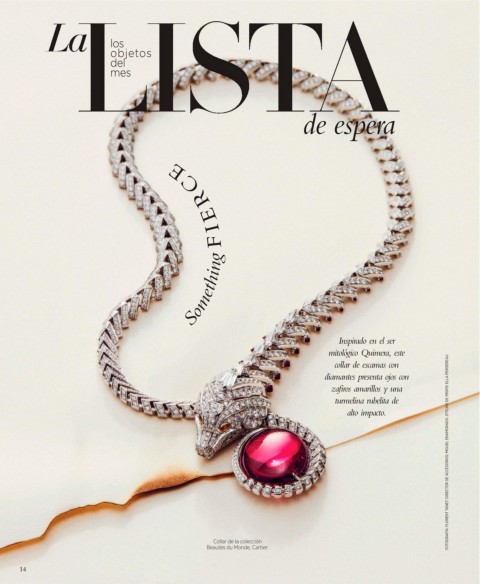 La
los
objetos
del
mes
LISTA
de espera
Something FIERCE
Inspirado en el ser
mitológico Quimera, este
collar de escamas con
diamantes presenta ojos con
zafiros amarillos y una
turmelina rubelita de
alto impacto.
Collar de la colección
Beautés du Monde, Cartier
14